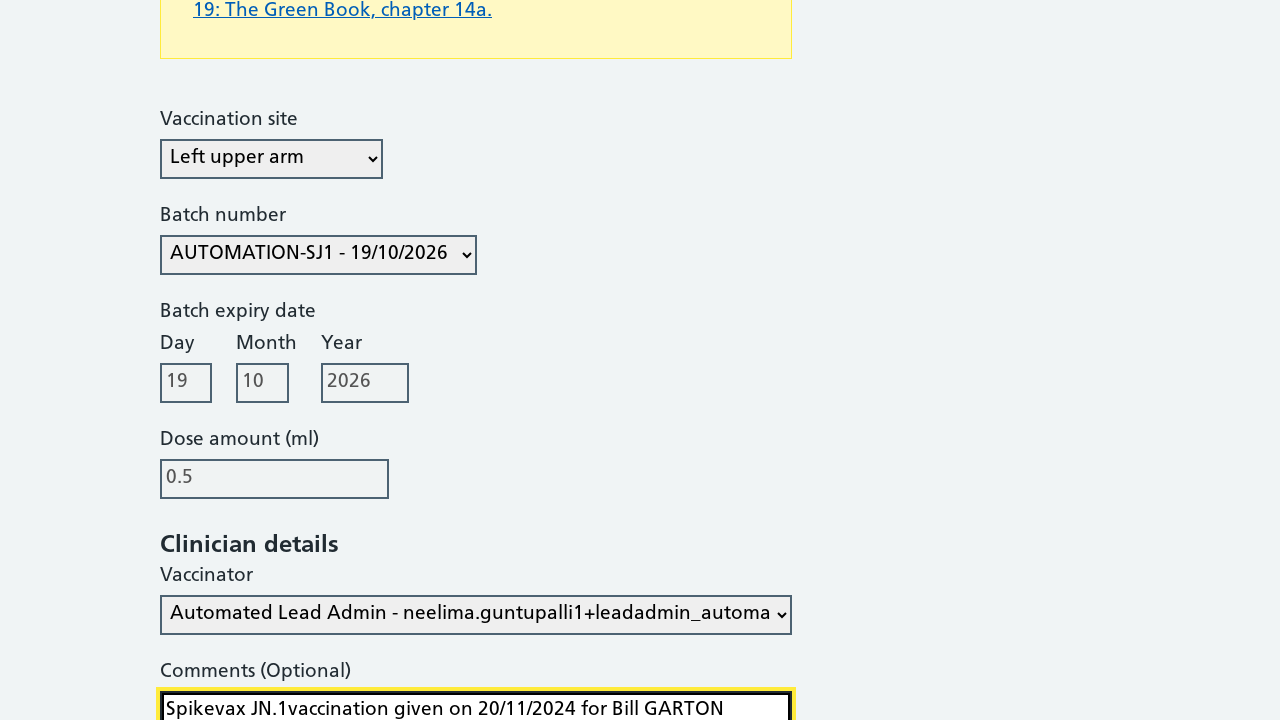 19: The Green Book, chapter 14a.
Vaccination site
Left upper arm
Batch number
AUTOMATION-SJ1 - 19/10/2026
Batch expiry date
Day Month Year
19 10 2026
Dose amount (ml)
0.5
Clinician details
Vaccinator
Automated Lead Admin - neelima.guntupalli1+leadadmin_automa
Comments (Optional)
Spikevax JN.1vaccination given on 20/11/2024 for Bill GARTON